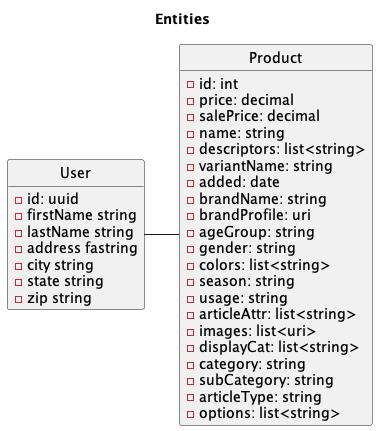 Entities
User
id: uuid
firstName string
lastName string
address fastring
city string
state string
zip string
Product
id: int
price: decimal
salePrice: decimal
name: string
descriptors: list<string>
variantName: string
added: date
brandName: string
brandProfile: uri
ageGroup: string
gender: string
colors: list<string>
season: string
usage: string
articleAttr: list<string>
images: list<uri>
displayCat: list<string>
category: string
subCategory: string
articleType: string
options: list<string>